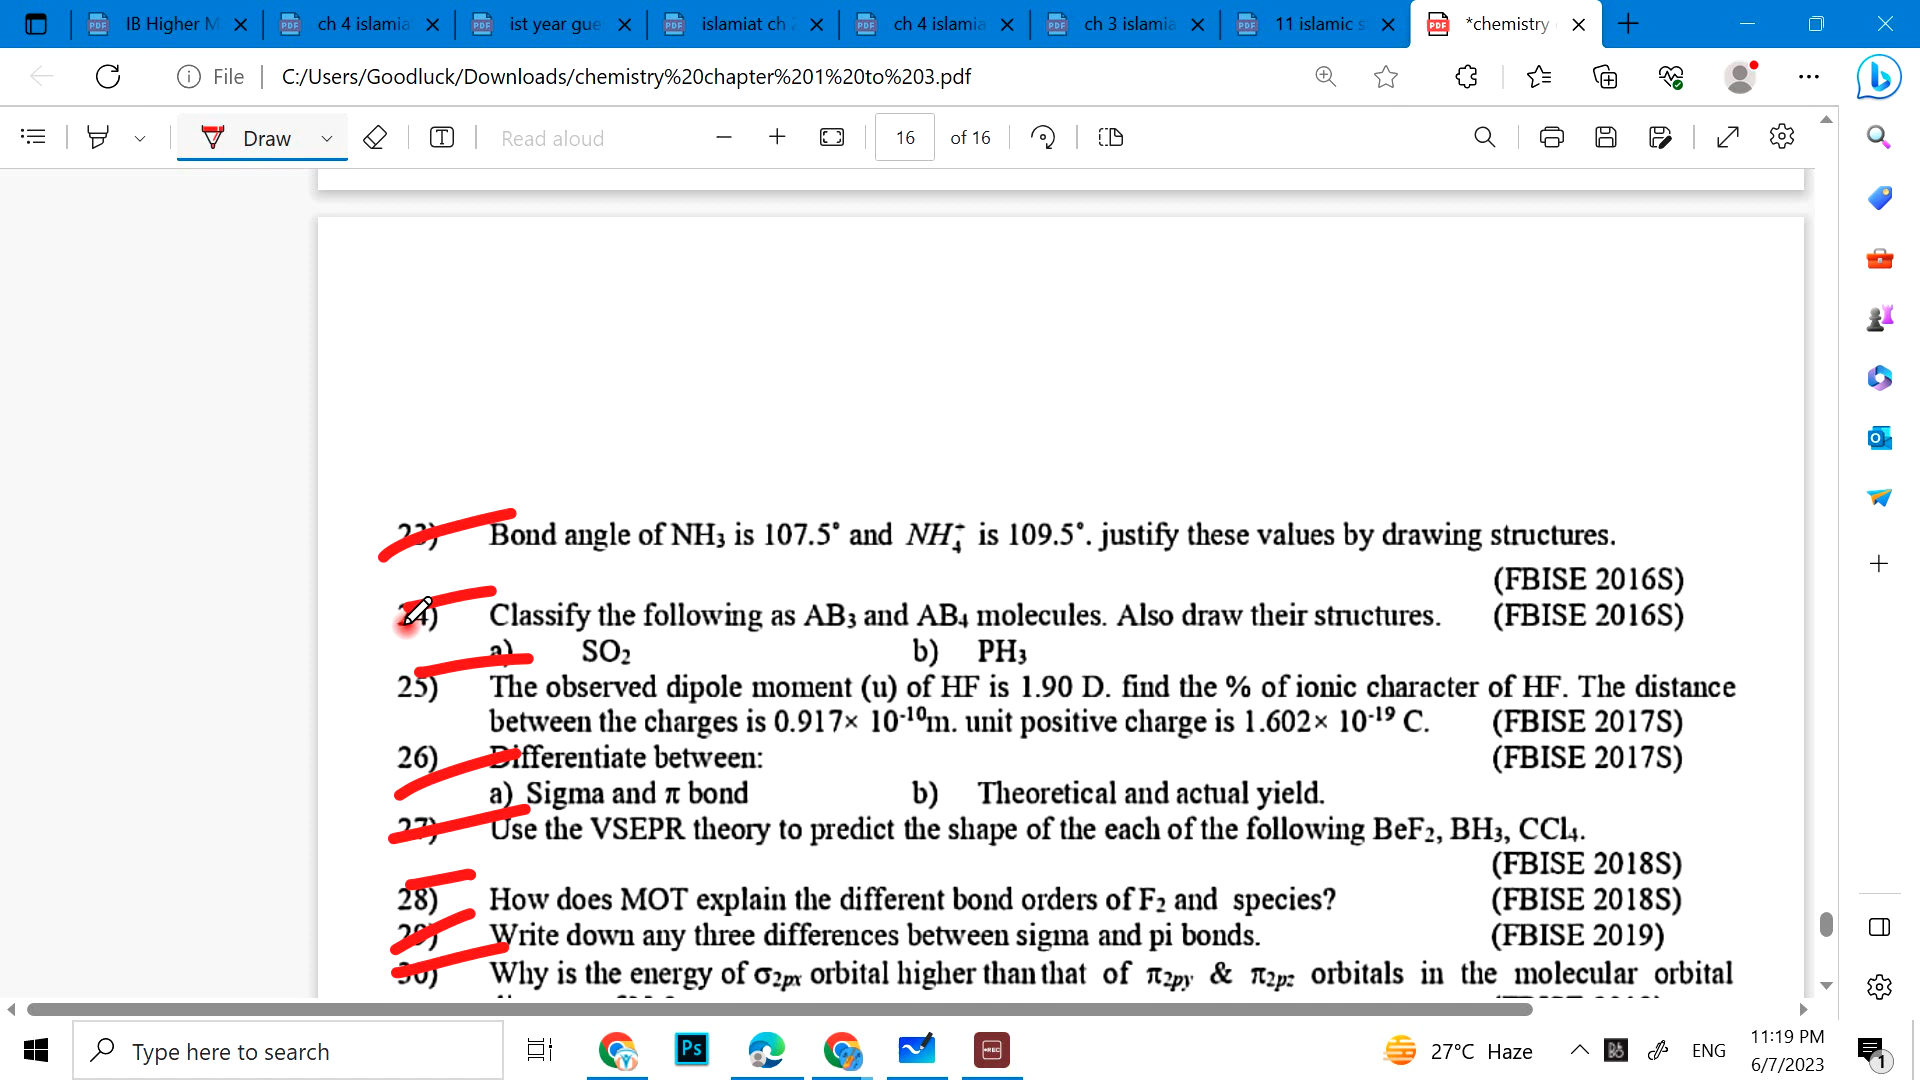 IB Higher M
ch 4 islamia
ist year gue
islamiat ch 2
ch 4 islamia
ch 3 islamia
11 islamic s
*chemistry
File
C:/Users/Goodluck/Downloads/chemistry%20chapter%201%20to%203.pdf
Draw
Read aloud
16
of 16
23) Bond angle of NH₃ is 107.5° and NH₄⁺ is 109.5°. justify these values by drawing structures.
(FBISE 2016S)
24) Classify the following as AB₃ and AB₄ molecules. Also draw their structures. (FBISE 2016S)
a) SO₂ b) PH₃
25) The observed dipole moment (u) of HF is 1.90 D. find the % of ionic character of HF. The distance
between the charges is 0.917× 10⁻¹⁰m. unit positive charge is 1.602× 10⁻¹⁹ C. (FBISE 2017S)
26) Differentiate between: (FBISE 2017S)
a) Sigma and π bond b) Theoretical and actual yield.
27) Use the VSEPR theory to predict the shape of the each of the following BeF₂, BH₃, CCl₄.
(FBISE 2018S)
28) How does MOT explain the different bond orders of F₂ and species? (FBISE 2018S)
29) Write down any three differences between sigma and pi bonds. (FBISE 2019)
30) Why is the energy of σ2px orbital higher than that of π2py & π2pz orbitals in the molecular orbital
Type here to search
Ps
REC
27°C Haze
ENG
11:19 PM
6/7/2023
1